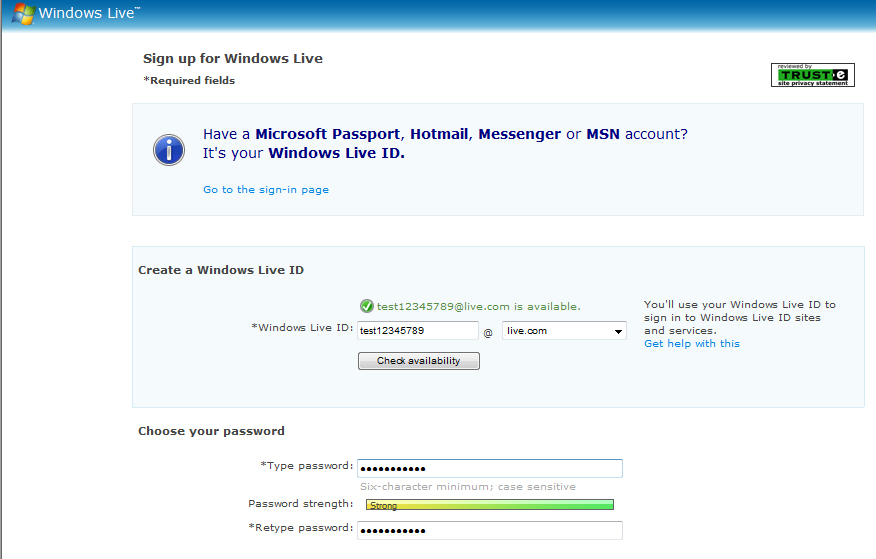 Windows Live™
Sign up for Windows Live
*Required fields
reviewed by
TRUSTe
site privacy statement
Have a Microsoft Passport, Hotmail, Messenger or MSN account?
It's your Windows Live ID.
Go to the sign-in page
Create a Windows Live ID
test12345789@live.com is available.
*Windows Live ID: test12345789 @ live.com
Check availability
You'll use your Windows Live ID to
sign in to Windows Live ID sites
and services.
Get help with this
Choose your password
*Type password: •••••••••••
Six-character minimum; case sensitive
Password strength: Strong
*Retype password: •••••••••••